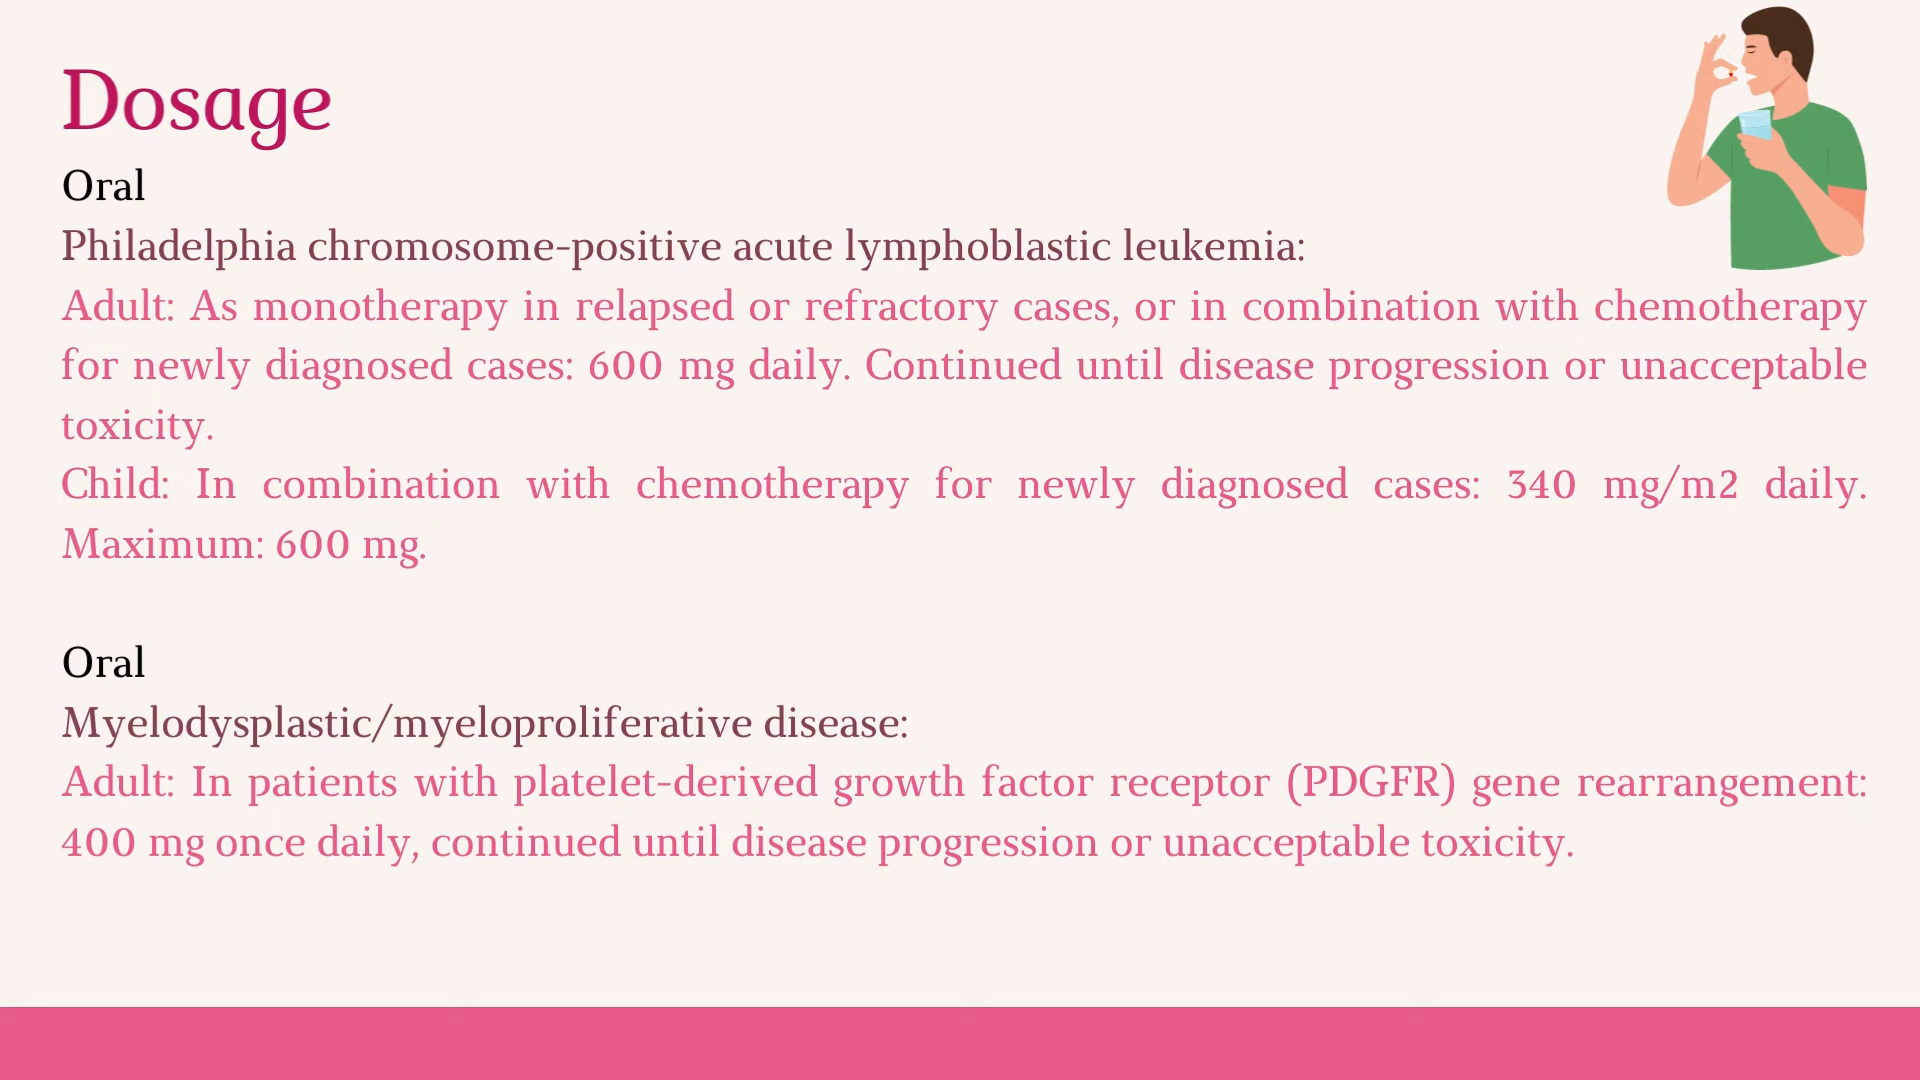 Dosage
Oral
Philadelphia chromosome-positive acute lymphoblastic leukemia:
Adult: As monotherapy in relapsed or refractory cases, or in combination with chemotherapy
for newly diagnosed cases: 600 mg daily. Continued until disease progression or unacceptable
toxicity.
Child: In combination with chemotherapy for newly diagnosed cases: 340 mg/m2 daily.
Maximum: 600 mg.
Oral
Myelodysplastic/myeloproliferative disease:
Adult: In patients with platelet-derived growth factor receptor (PDGFR) gene rearrangement:
400 mg once daily, continued until disease progression or unacceptable toxicity.